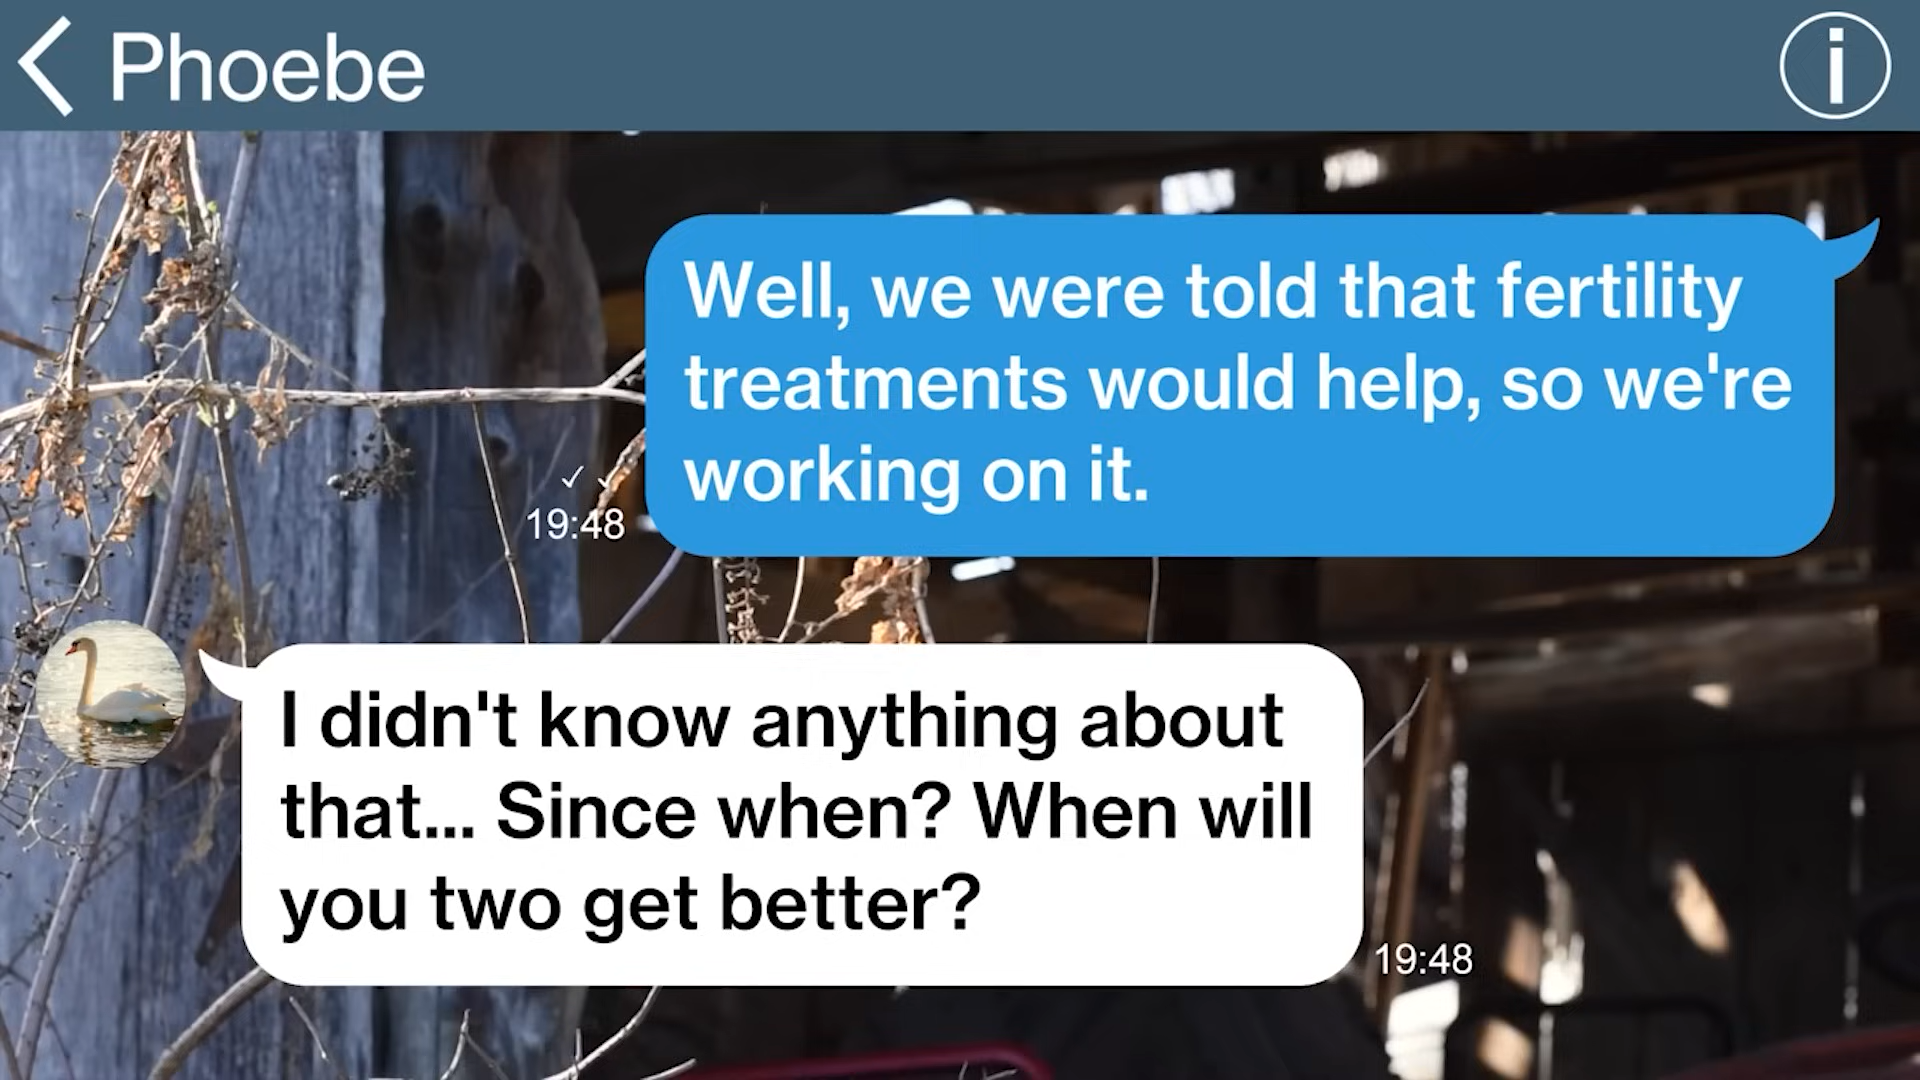 Phoebe
Well, we were told that fertility
treatments would help, so we're
working on it.
19:48
I didn't know anything about
that... Since when? When will
you two get better?
19:48